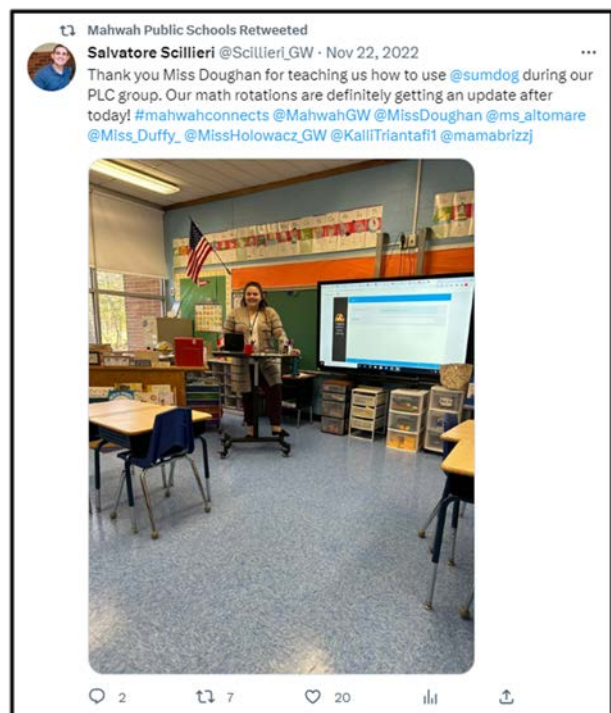 Mahwah Public Schools Retweeted
Salvatore Scillieri @Scillieri_GW · Nov 22, 2022
Thank you Miss Doughan for teaching us how to use @sumdog during our
PLC group. Our math rotations are definitely getting an update after
today! #mahwahconnects @MahwahGW @MissDoughan @ms_altomare
@Miss_Duffy_ @MissHolowacz_GW @KalliTriantafi1 @mamabrizzj
2 7 20